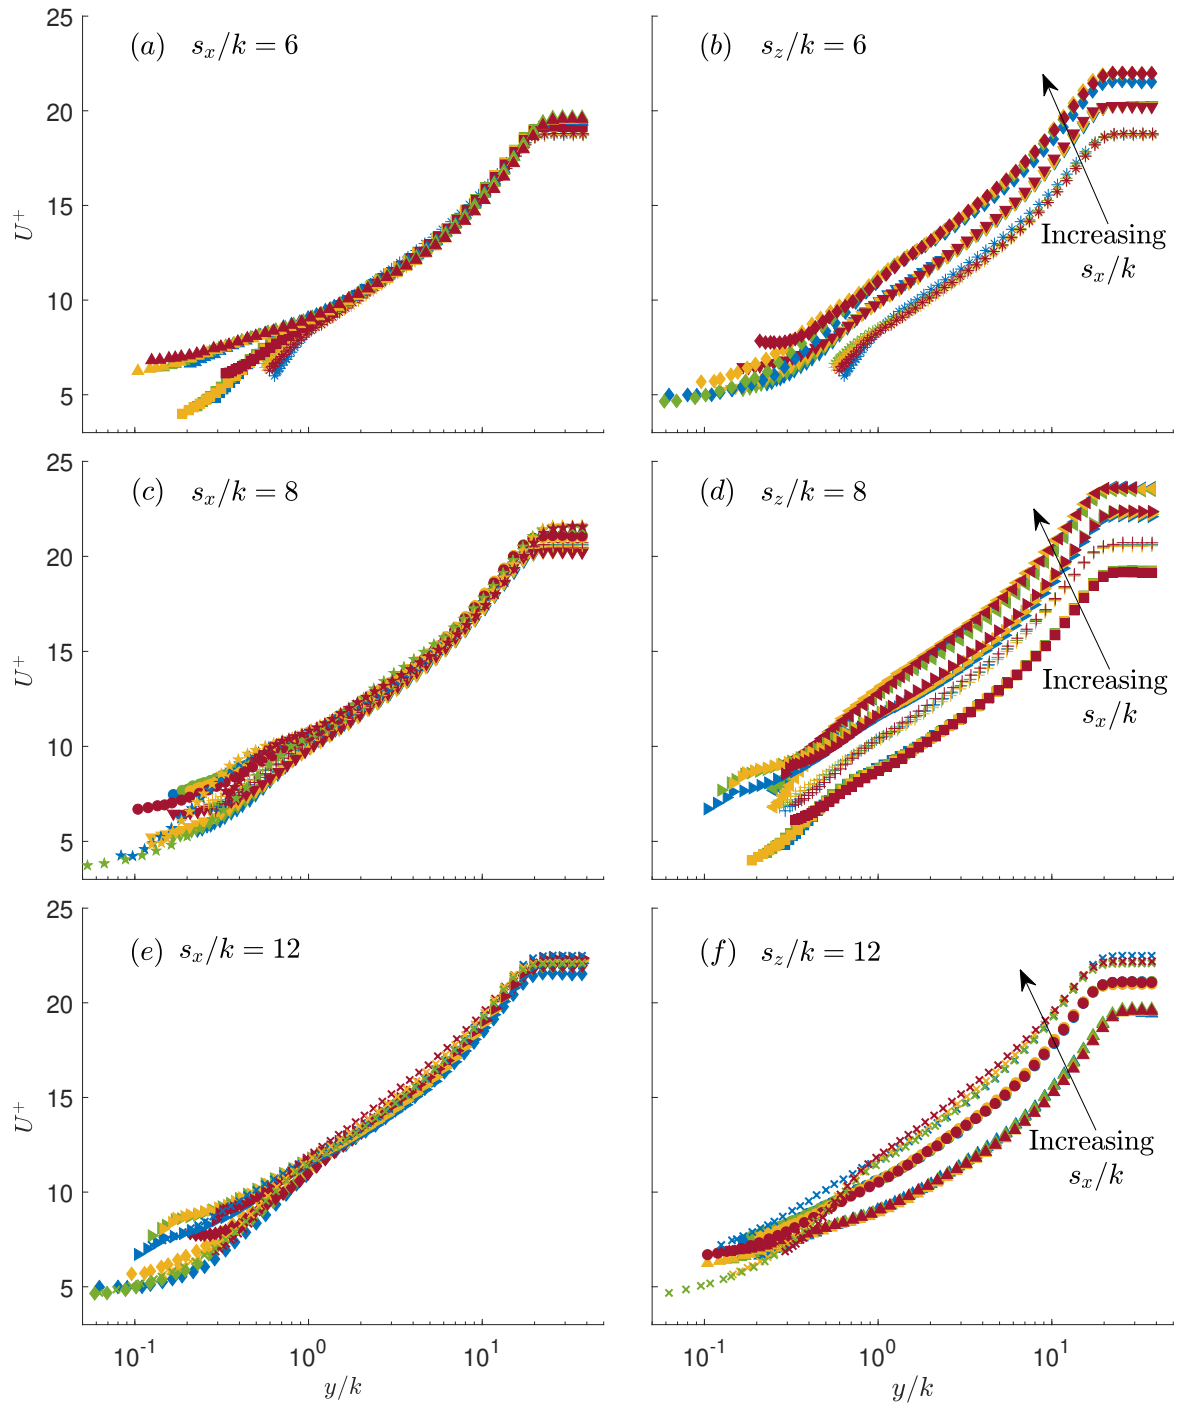 (a) s_x/k = 6
(b) s_z/k = 6
25
20
15
10
5
U^+
Increasing
s_x/k
(c) s_x/k = 8
(d) s_z/k = 8
25
20
15
10
5
U^+
Increasing
s_x/k
(e) s_x/k = 12
(f) s_z/k = 12
25
20
15
10
5
U^+
Increasing
s_x/k
10^-1
10^0
10^1
10^-1
10^0
10^1
y/k
y/k